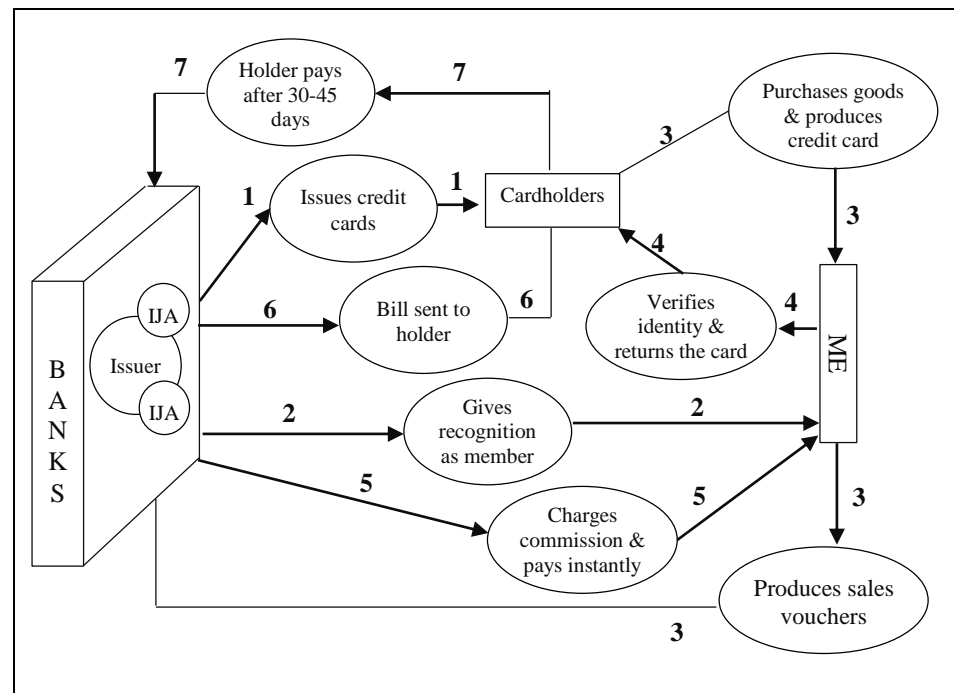 7
Holder pays
after 30-45
days
7
Purchases goods
& produces
credit card
3
1
Issues credit
cards
1
Cardholders
3
4
IJA
6
Bill sent to
holder
6
Verifies
identity &
returns the card
4
ME
BANKS
Issuer
IJA
2
Gives
recognition
as member
2
5
Charges
commission &
pays instantly
5
3
Produces sales
vouchers
3